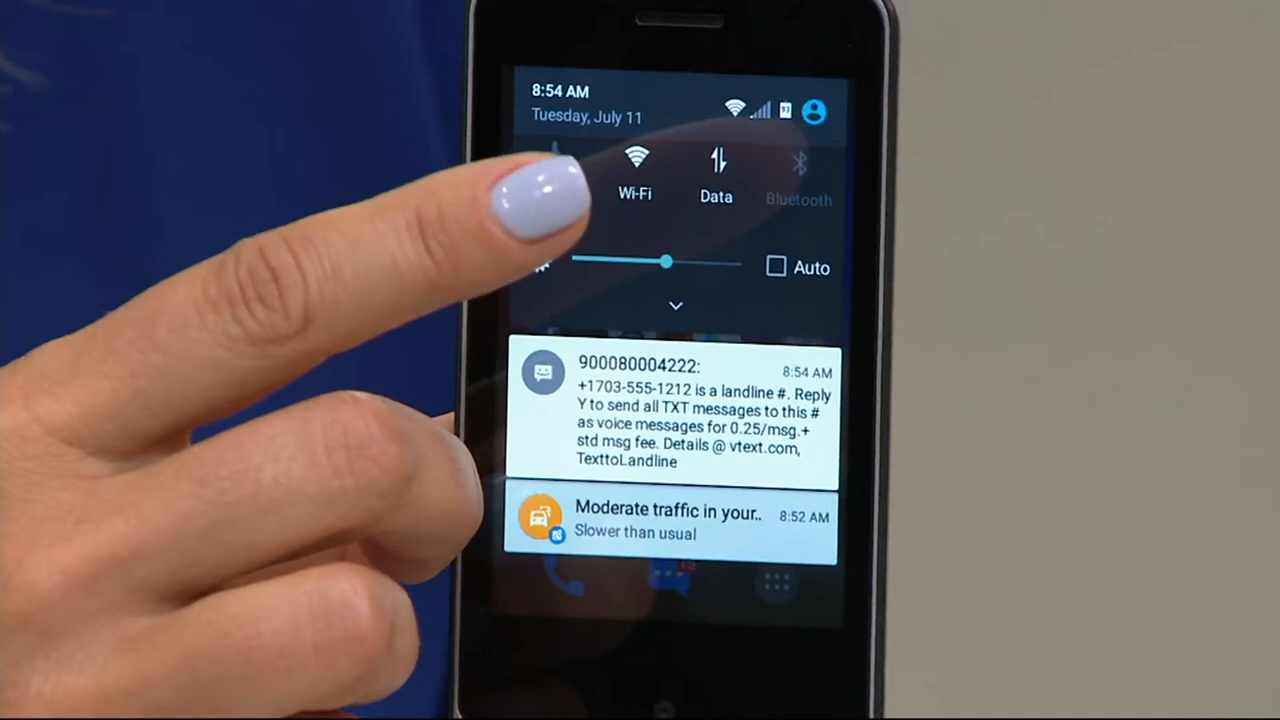 8:54 AM
Tuesday, July 11
93
Wi-Fi
Data
Bluetooth
Auto
900080004222:
8:54 AM
+1703-555-1212 is a landline #. Reply
Y to send all TXT messages to this #
as voice messages for 0.25/msg.+
std msg fee. Details @ vtext.com,
TexttoLandline
Moderate traffic in your..
8:52 AM
Slower than usual